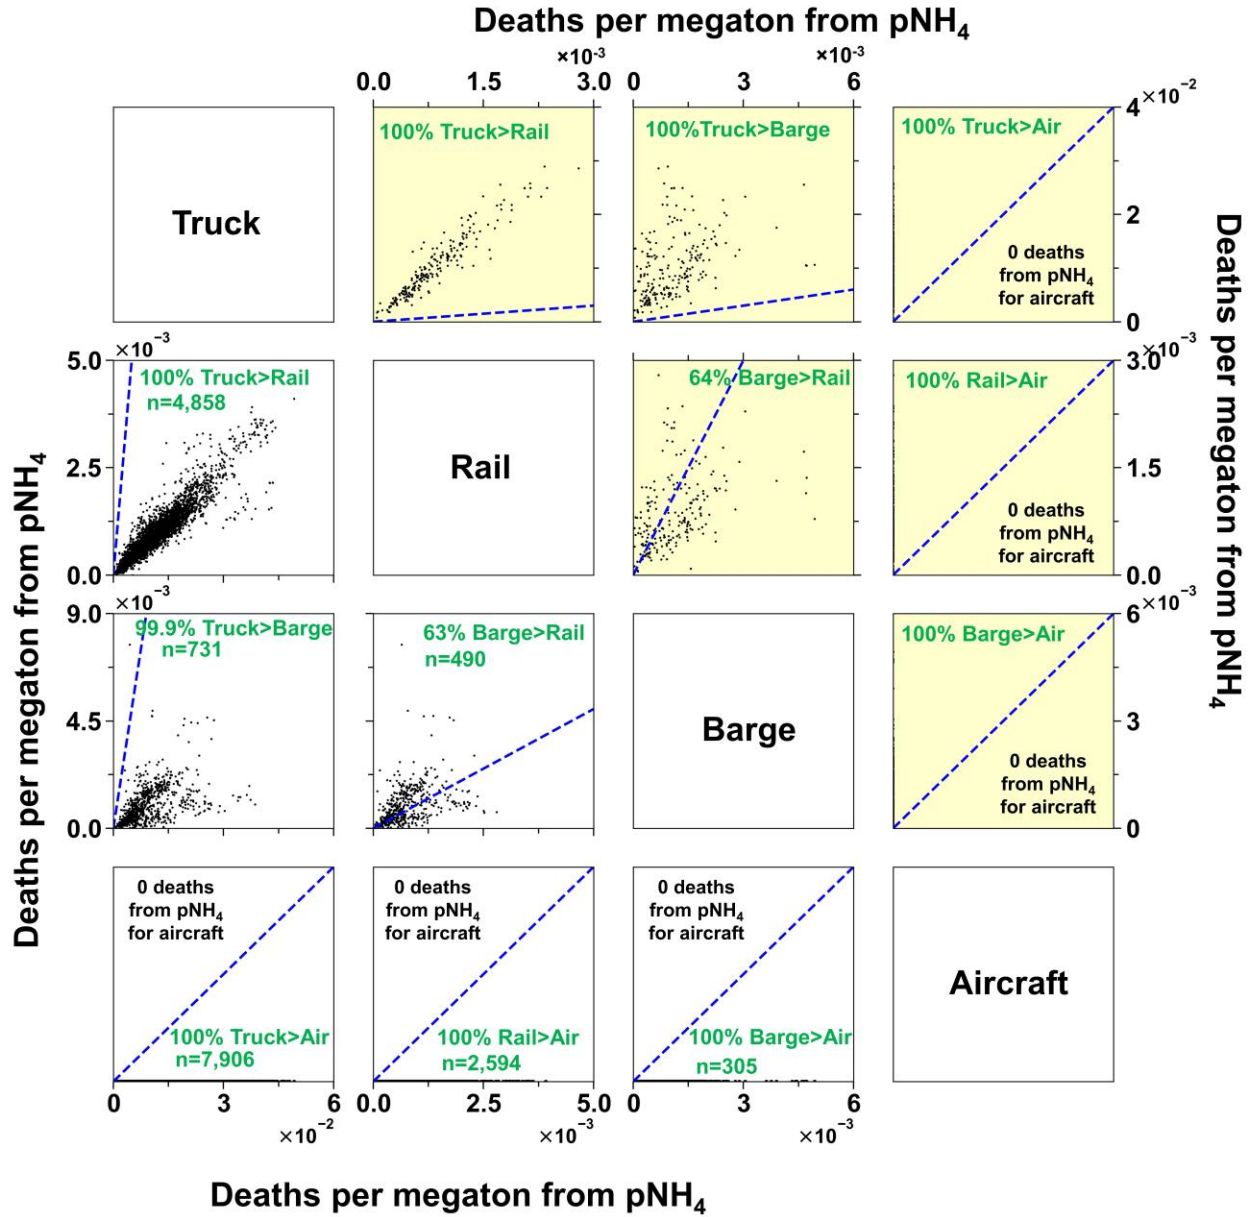 Deaths per megaton from pNH₄
×10⁻³ ×10⁻³
0.0 1.5 3.0 0 3 6
Truck
100% Truck>Rail
100%Truck>Barge
100% Truck>Air
0 deaths
from pNH₄
for aircraft
4 ×10⁻²
2
0
×10⁻³
5.0
2.5
0.0
100% Truck>Rail
n=4,858
Rail
64% Barge>Rail
100% Rail>Air
0 deaths
from pNH₄
for aircraft
×10⁻³
3.0
1.5
0.0
×10⁻³
9.0
4.5
0.0
99.9% Truck>Barge
n=731
63% Barge>Rail
n=490
Barge
100% Barge>Air
0 deaths
from pNH₄
for aircraft
6 ×10⁻³
3
0
0 deaths
from pNH₄
for aircraft
100% Truck>Air
n=7,906
0 deaths
from pNH₄
for aircraft
100% Rail>Air
n=2,594
0 deaths
from pNH₄
for aircraft
100% Barge>Air
n=305
Aircraft
0 3 6 0.0 2.5 5.0 0 3 6
×10⁻² ×10⁻³ ×10⁻³
Deaths per megaton from pNH₄
Deaths per megaton from pNH₄
Deaths per megaton from pNH₄